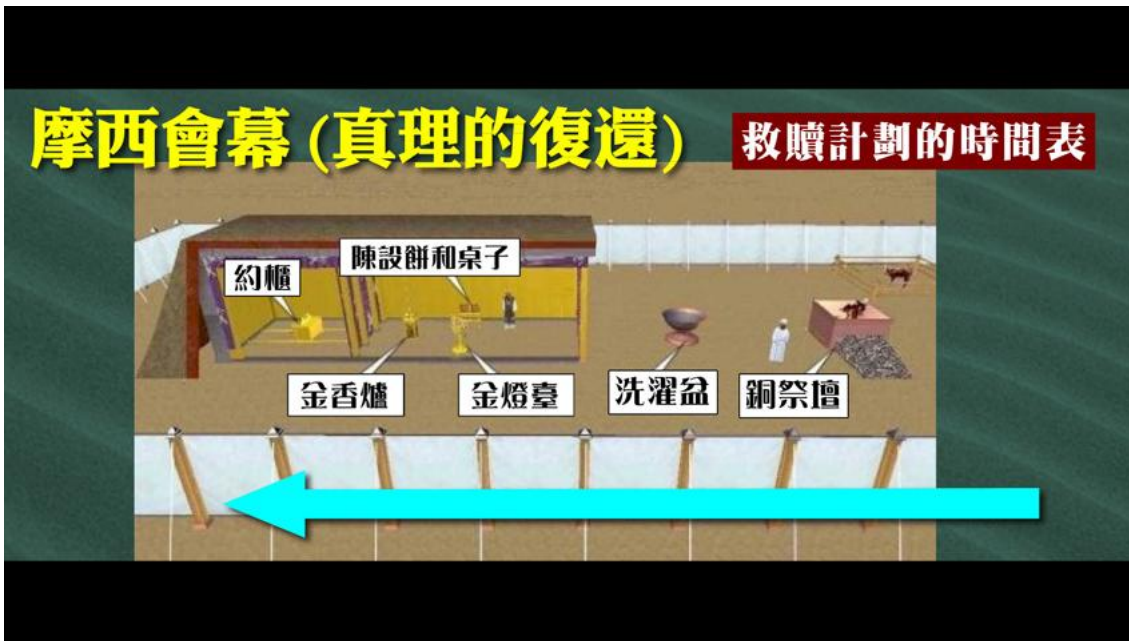 摩西會幕 (真理的復還)
救贖計劃的時間表
陳設餅和桌子
約櫃
金香爐
金燈臺
洗濯盆
銅祭壇